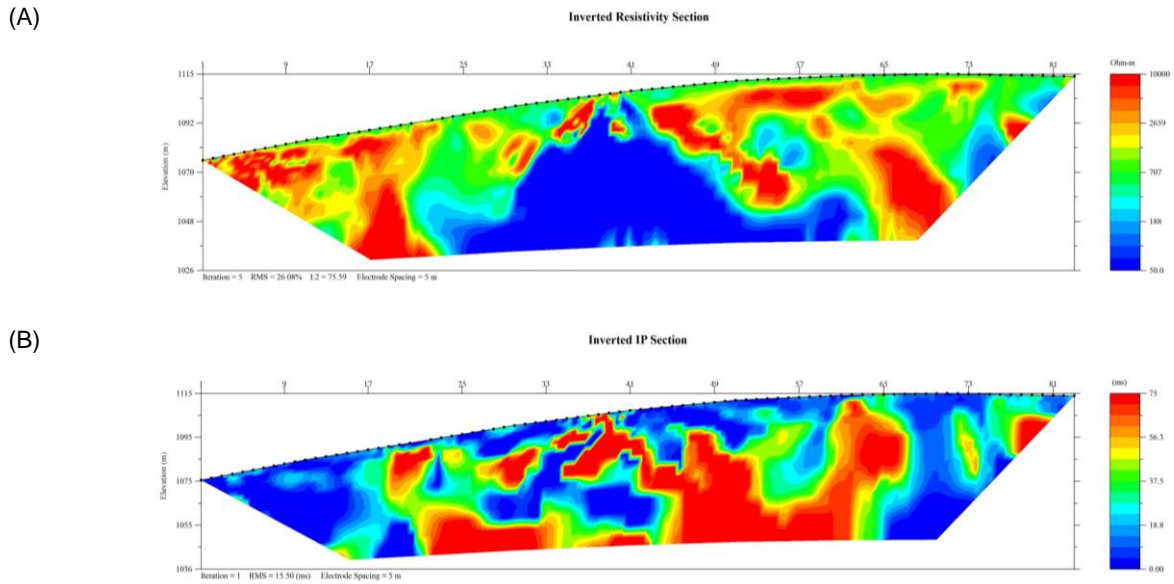 (A)
Inverted Resistivity Section
1 9 17 25 33 41 49 57 65 73 81
Ohm-m
1115
1092
1070
1048
1026
Elevation (m)
10000
2659
707
188
50.0
Iteration = 5 RMS = 26.08% L2 = 75.59 Electrode Spacing = 5 m
(B)
Inverted IP Section
1 9 17 25 33 41 49 57 65 73 81
(ms)
1115
1095
1075
1055
1036
Elevation (m)
75
56.3
37.5
18.8
0.00
Iteration = 1 RMS = 15.50 (ms) Electrode Spacing = 5 m